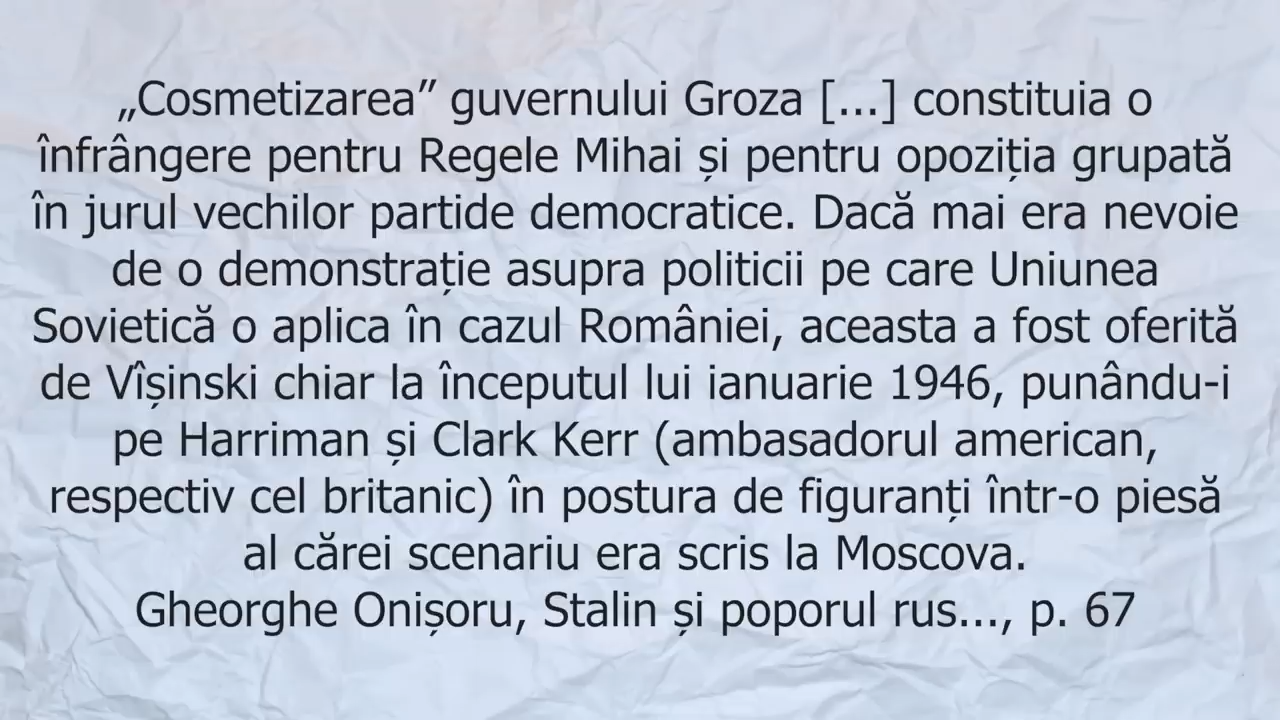 „Cosmetizarea” guvernului Groza [...] constituia o
înfrângere pentru Regele Mihai și pentru opoziția grupată
în jurul vechilor partide democratice. Dacă mai era nevoie
de o demonstrație asupra politicii pe care Uniunea
Sovietică o aplica în cazul României, aceasta a fost oferită
de Vîșinski chiar la începutul lui ianuarie 1946, punându-i
pe Harriman și Clark Kerr (ambasadorul american,
respectiv cel britanic) în postura de figuranți într-o piesă
al cărei scenariu era scris la Moscova.
Gheorghe Onișoru, Stalin și poporul rus..., p. 67